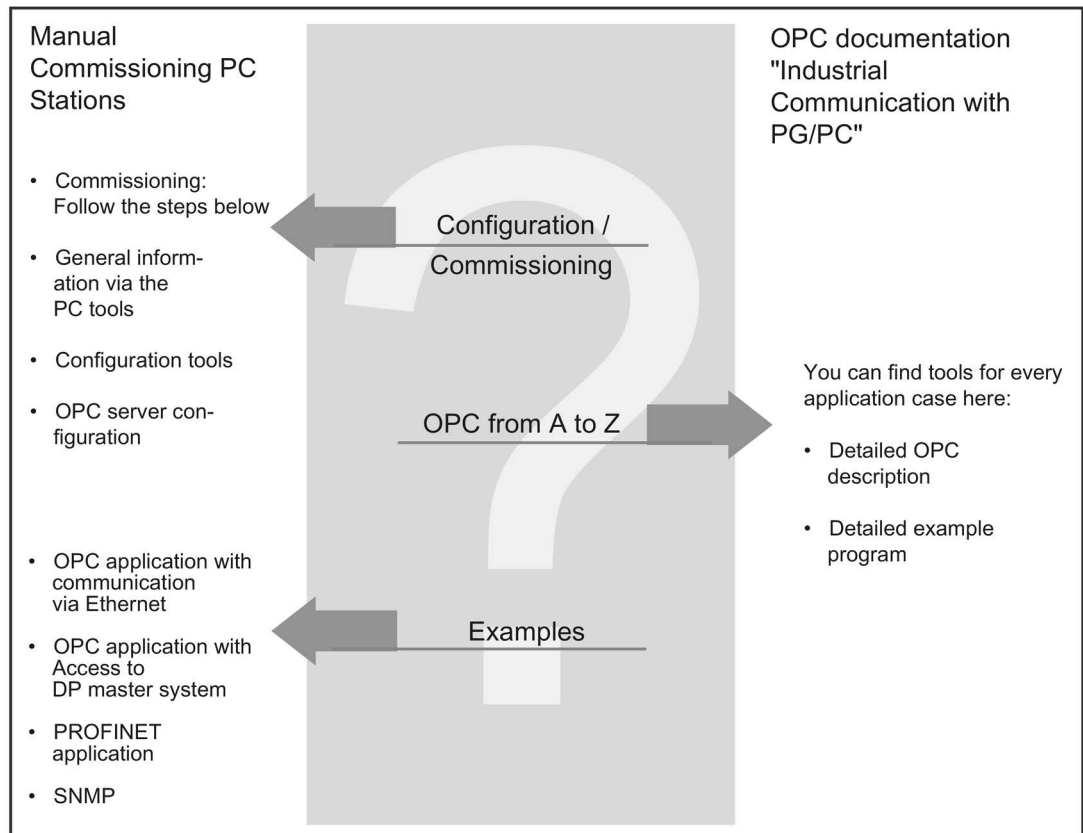 Manual
Commissioning PC
Stations
• Commissioning:
Follow the steps below
• General inform-
ation via the
PC tools
• Configuration tools
• OPC server con-
figuration
• OPC application with
communication
via Ethernet
• OPC application with
Access to
DP master system
• PROFINET
application
• SNMP
Configuration /
Commissioning
OPC from A to Z
Examples
OPC documentation
"Industrial
Communication with
PG/PC"
You can find tools for every
application case here:
• Detailed OPC
description
• Detailed example
program